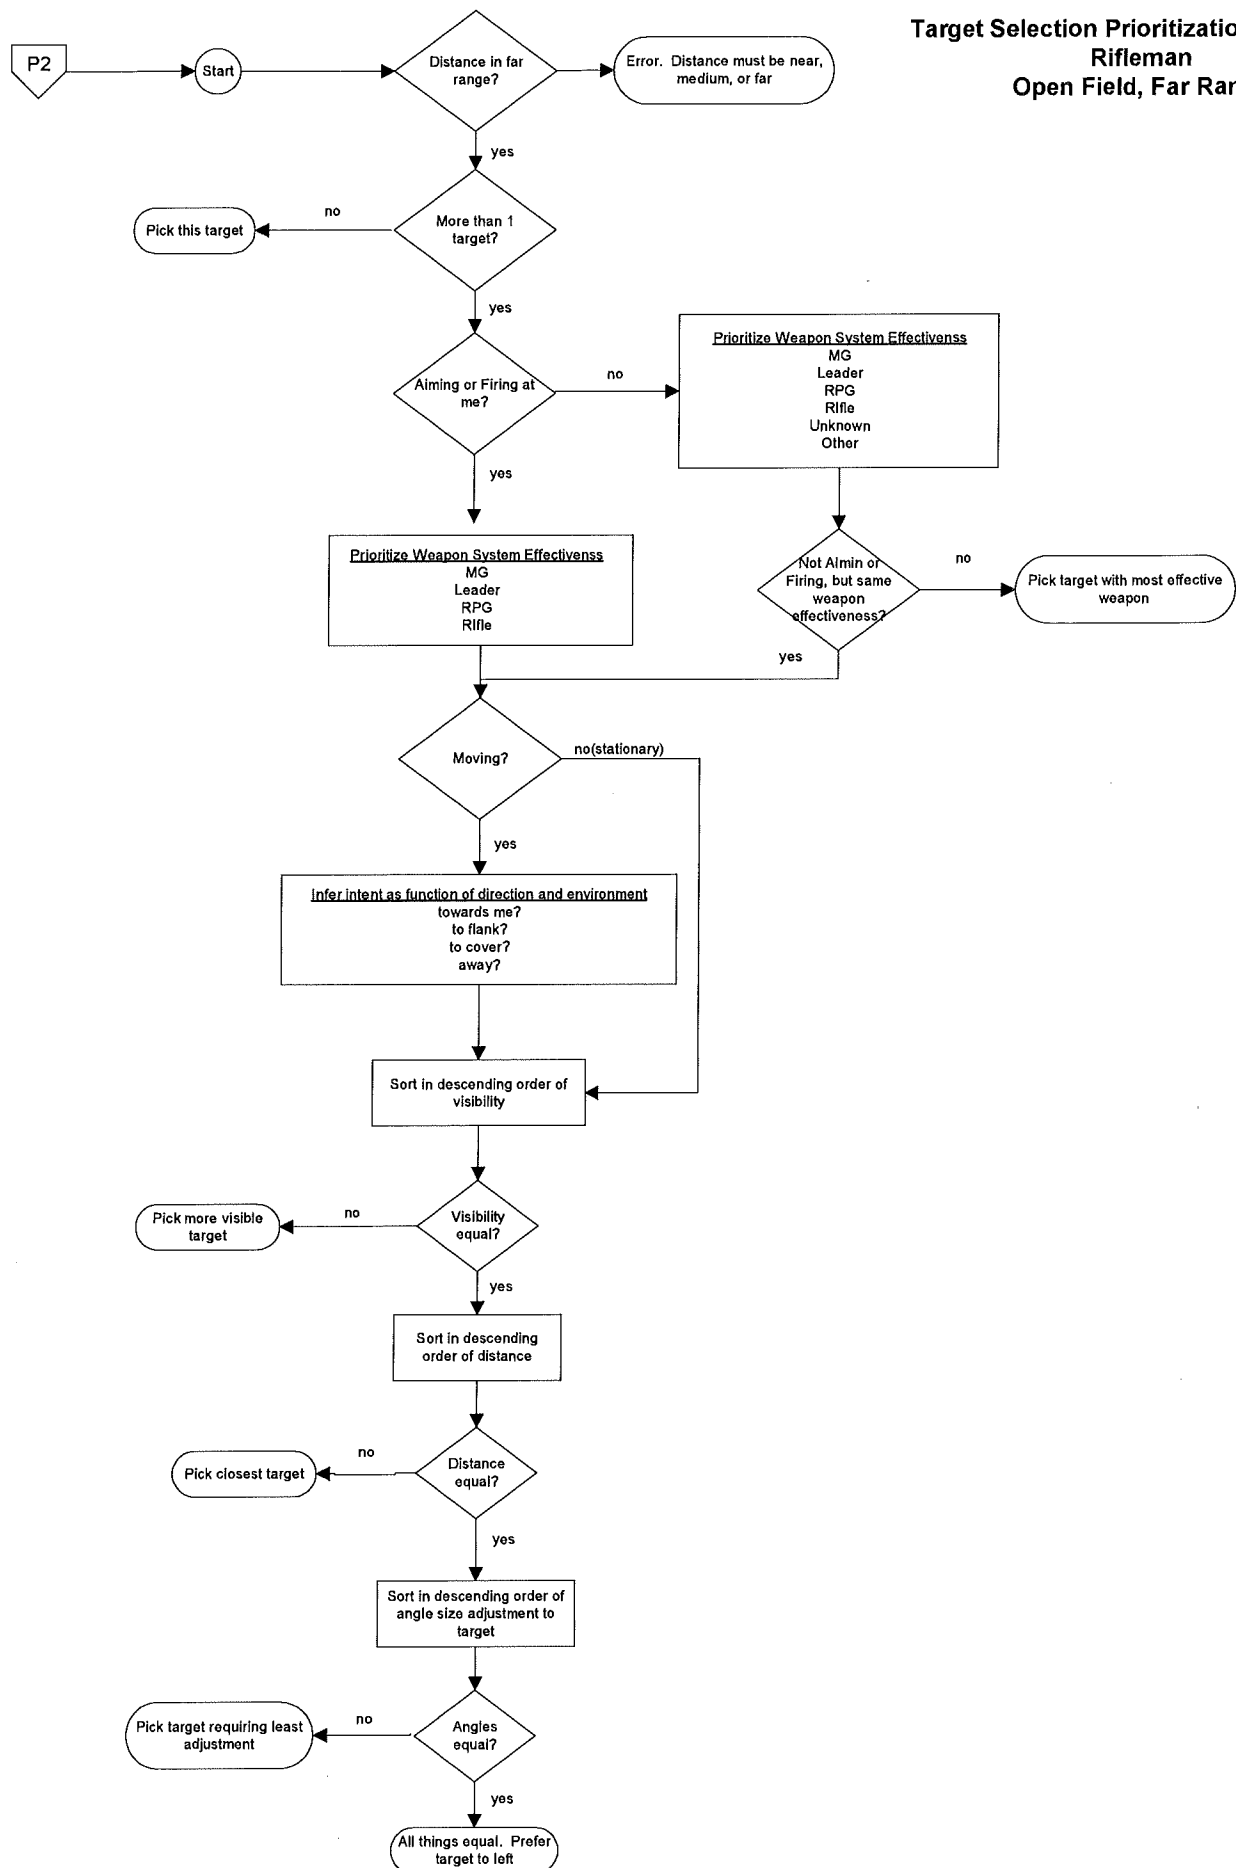 Target Selection Prioritizatio
Rifleman
Open Field, Far Ran
P2
Start
Distance in far
range?
Error. Distance must be near,
medium, or far
yes
More than 1
target?
no
Pick this target
yes
Aiming or Firing at
me?
no
Prioritize Weapon System Effectivenss
MG
Leader
RPG
Rifle
Unknown
Other
yes
Prioritize Weapon System Effectivenss
MG
Leader
RPG
Rifle
Not Aimin or
Firing, but same
weapon
effectiveness?
no
Pick target with most effective
weapon
yes
Moving?
no(stationary)
yes
Infer intent as function of direction and environment
towards me?
to flank?
to cover?
away?
Sort in descending order of
visibility
Visibility
equal?
no
Pick more visible
target
yes
Sort in descending
order of distance
Distance
equal?
no
Pick closest target
yes
Sort in descending order of
angle size adjustment to
target
Angles
equal?
no
Pick target requiring least
adjustment
yes
All things equal. Prefer
target to left